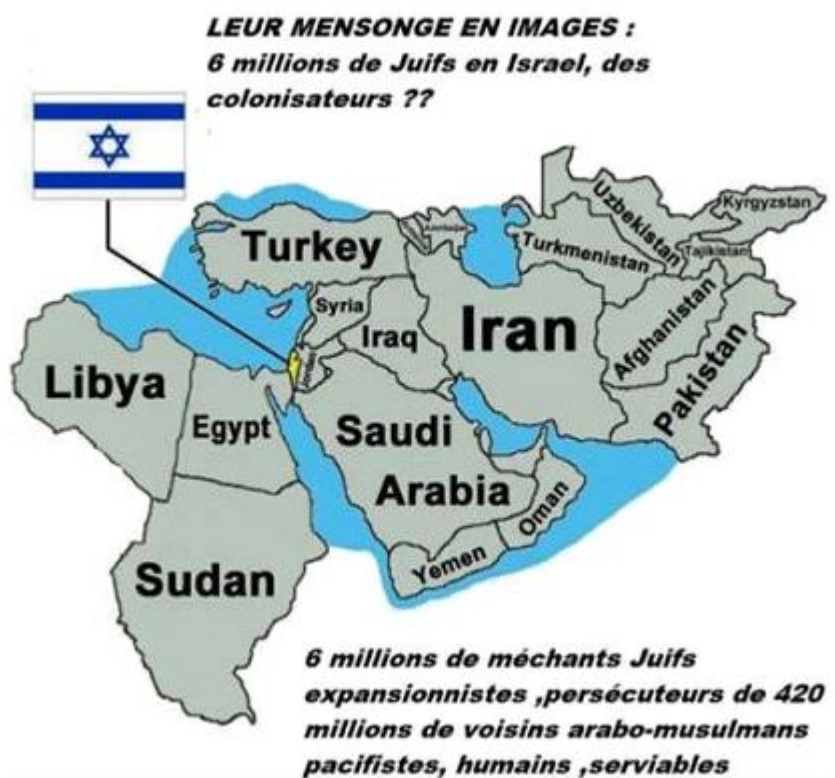 LEUR MENSONGE EN IMAGES :
6 millions de Juifs en Israel, des
colonisateurs ??
Uzbekistan
Kyrgyzstan
Turkey
Turkmenistan
Tajikistan
Syria
Iraq
Iran
Afghanistan
Jordan
Libya
Egypt
Saudi
Arabia
Pakistan
Oman
Yemen
Sudan
6 millions de méchants Juifs
expansionnistes ,persécuteurs de 420
millions de voisins arabo-musulmans
pacifistes, humains ,serviables